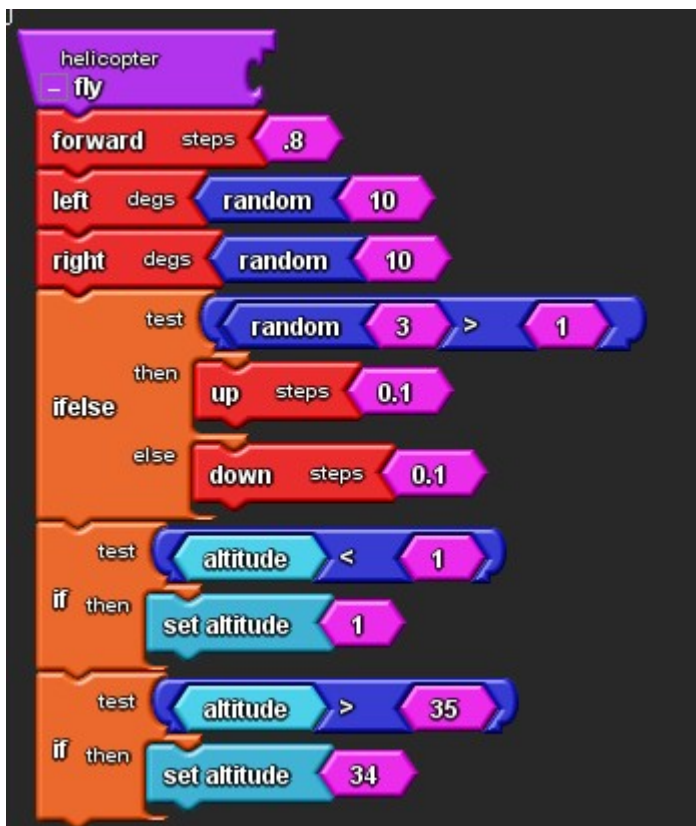 helicopter
– fly
forward steps .8
left degs random 10
right degs random 10
test random 3 > 1
then up steps 0.1
ifelse
else down steps 0.1
test altitude < 1
if then set altitude 1
test altitude > 35
if then set altitude 34